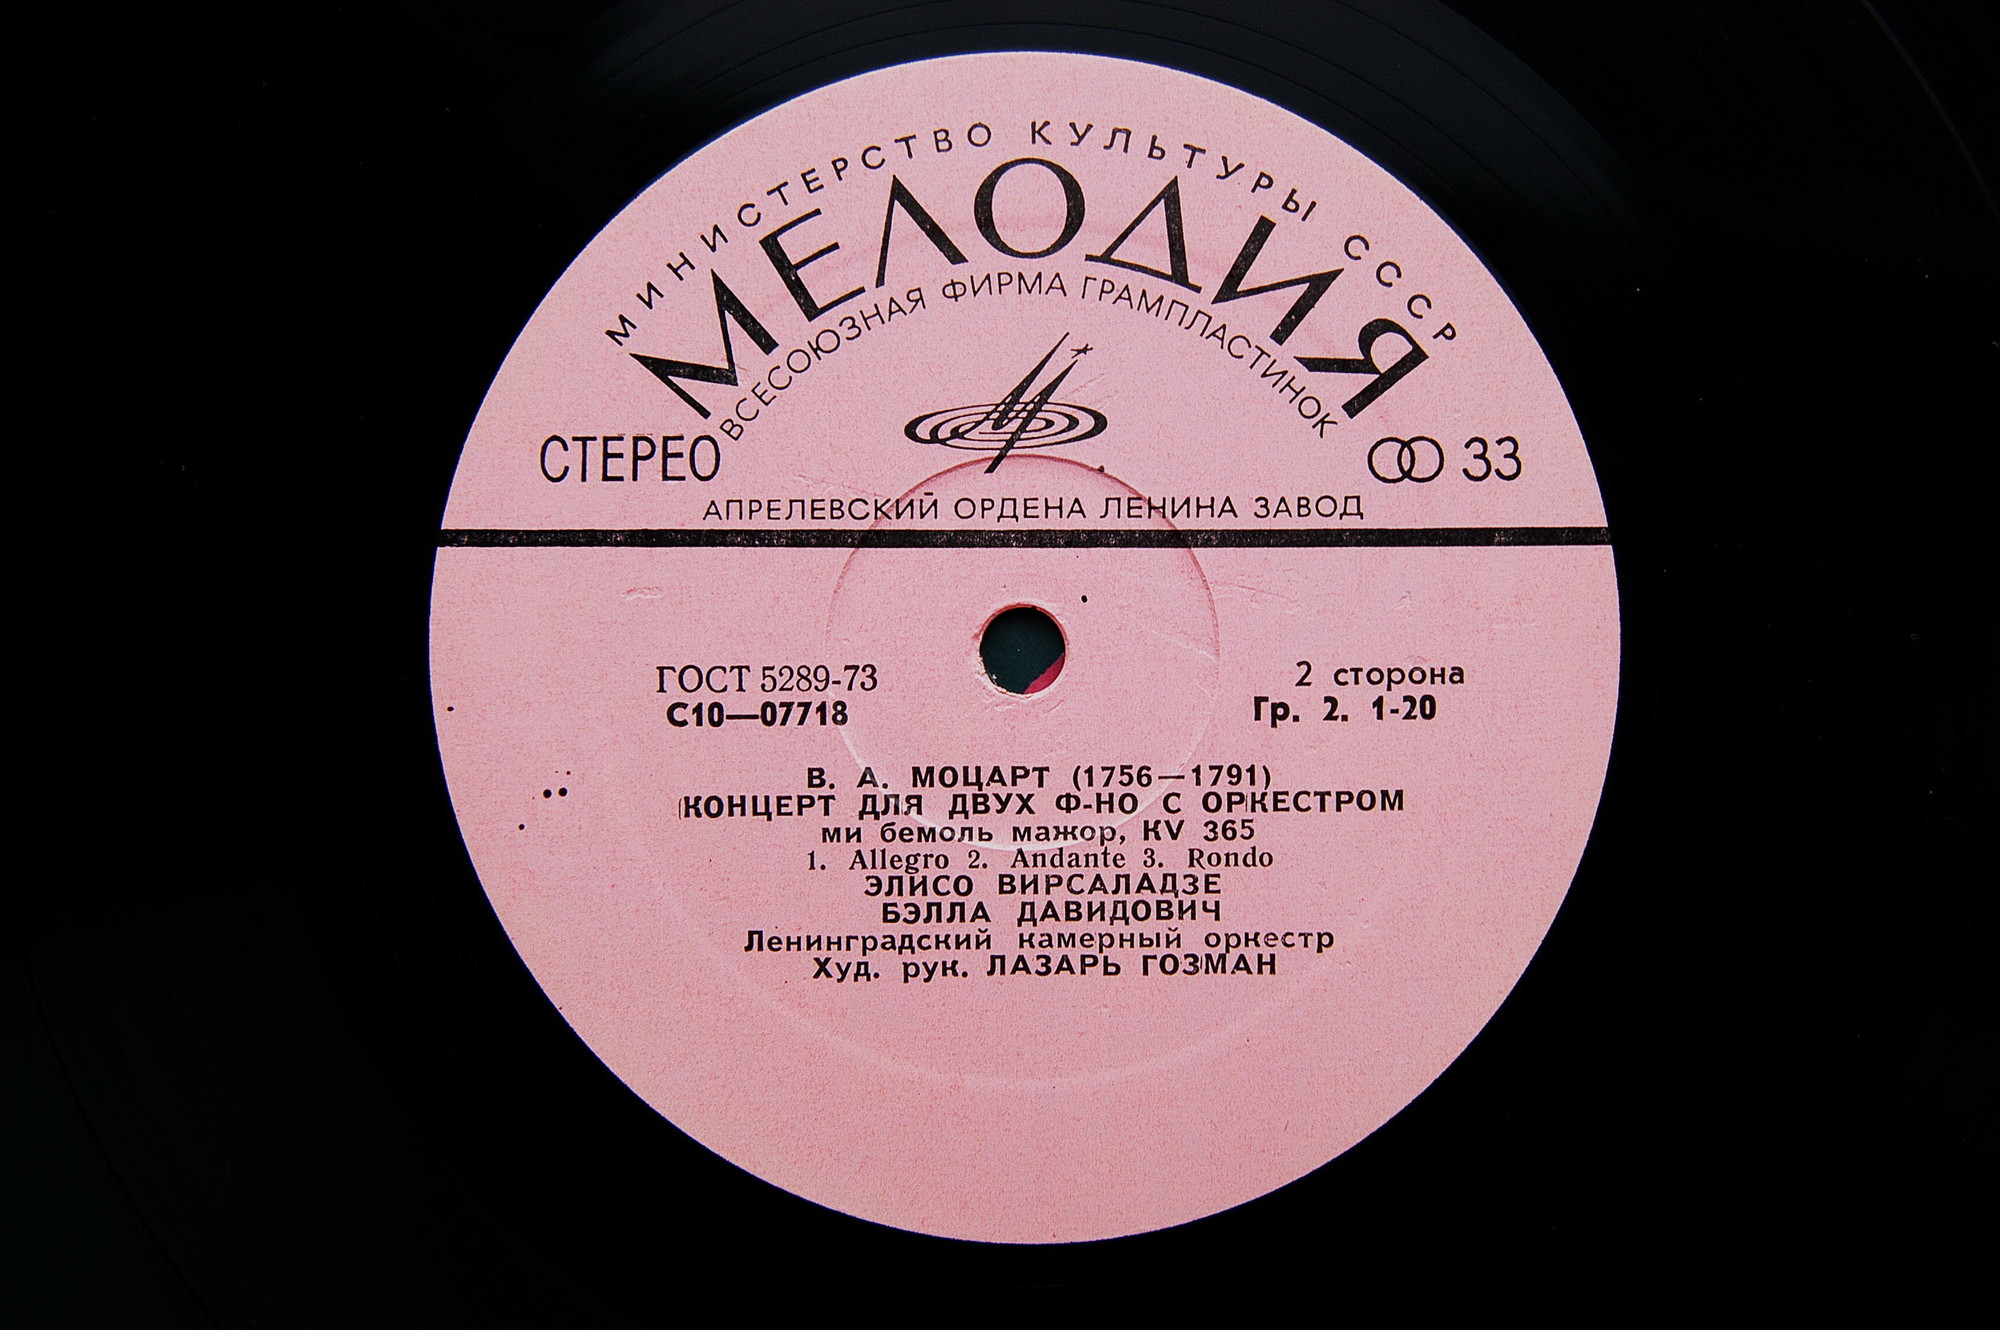 МИНИСТЕРСТВО КУЛЬТУРЫ СССР
МЕЛОДИЯ
ВСЕСОЮЗНАЯ ФИРМА ГРАМПЛАСТИНОК
СТЕРЕО
33
АПРЕЛЕВСКИЙ ОРДЕНА ЛЕНИНА ЗАВОД
ГОСТ 5289-73
2 сторона
С10—07718
Гр. 2. 1-20
В. А. МОЦАРТ (1756—1791)
КОНЦЕРТ ДЛЯ ДВУХ Ф-НО С ОРКЕСТРОМ
ми бемоль мажор, KV 365
1. Allegro 2. Andante 3. Rondo
ЭЛИСО ВИРСАЛАДЗЕ
БЭЛЛА ДАВИДОВИЧ
Ленинградский камерный оркестр
Худ. рук. ЛАЗАРЬ ГОЗМАН